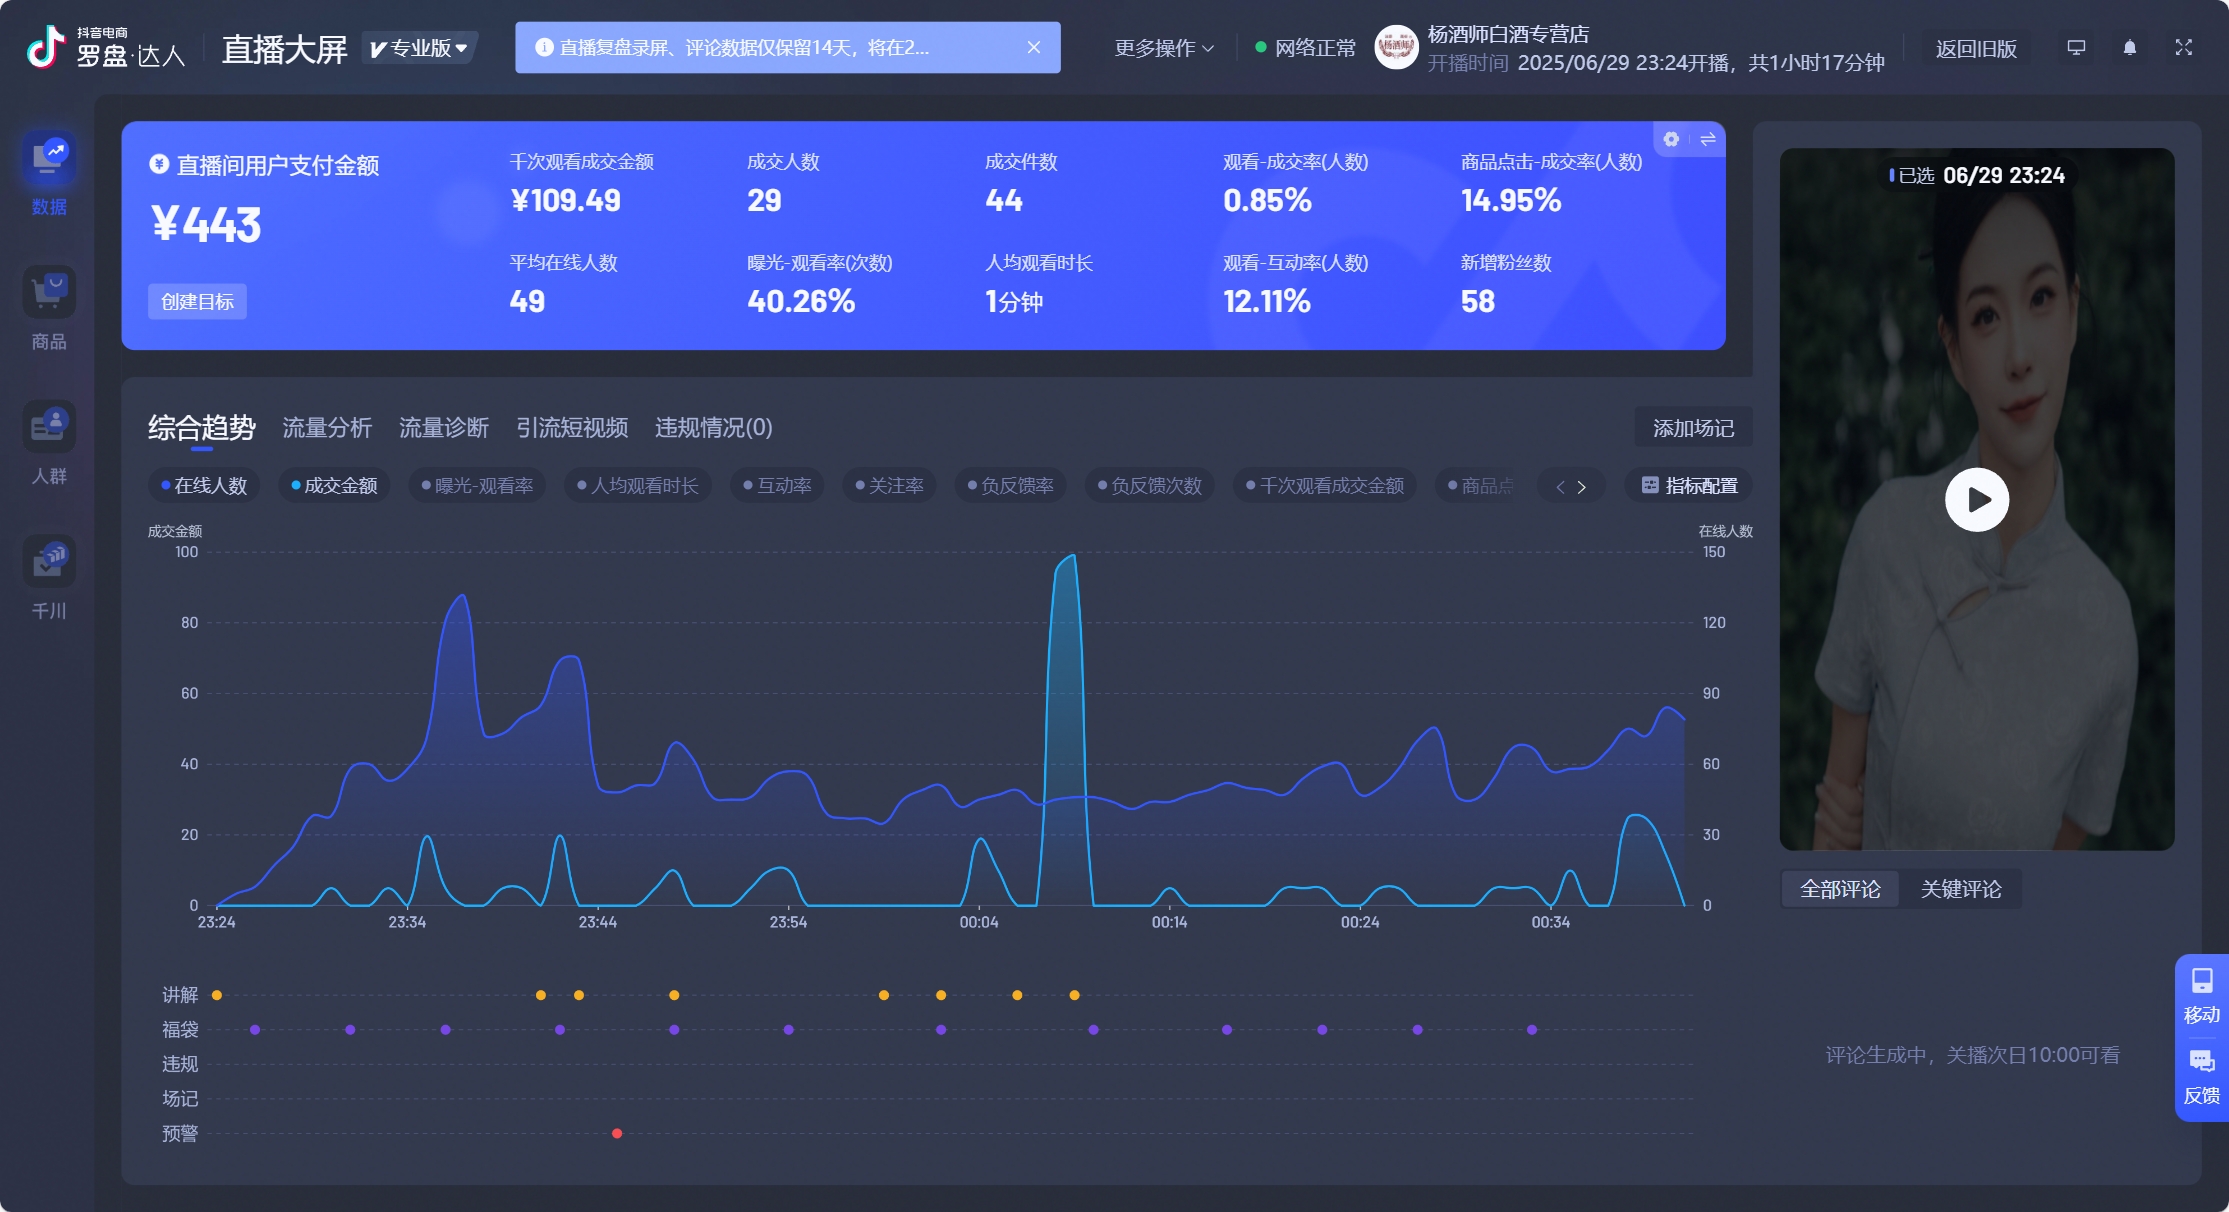 抖音电商
罗盘·达人
直播大屏
专业版
直播复盘录屏、评论数据仅保留14天，将在2...
更多操作
网络正常
杨酒师白酒专营店
开播时间 2025/06/29 23:24开播，共1小时17分钟
返回旧版
数据
商品
人群
千川
直播间用户支付金额
¥443
创建目标
千次观看成交金额
¥109.49
成交人数
29
成交件数
44
观看-成交率(人数)
0.85%
商品点击-成交率(人数)
14.95%
平均在线人数
49
曝光-观看率(次数)
40.26%
人均观看时长
1分钟
观看-互动率(人数)
12.11%
新增粉丝数
58
综合趋势 流量分析 流量诊断 引流短视频 违规情况(0)
添加场记
在线人数 成交金额 曝光-观看率 人均观看时长 互动率 关注率 负反馈率 负反馈次数 千次观看成交金额 商品点
指标配置
成交金额
在线人数
100 150
80 120
60 90
40 60
20 30
0 0
23:24 23:34 23:44 23:54 00:04 00:14 00:24 00:34
讲解
福袋
违规
场记
预警
已选 06/29 23:24
全部评论 关键评论
评论生成中，关播次日10:00可看
移动
反馈